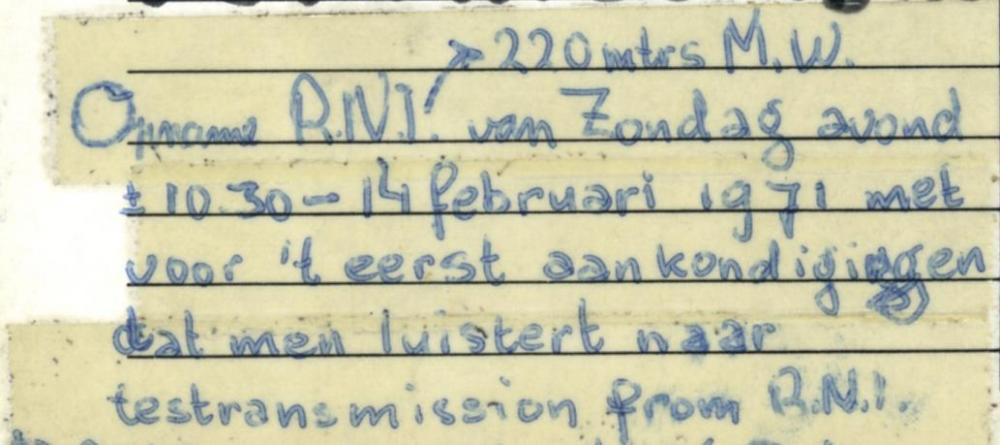 → 220 mtrs M.W.
Opname R.N.I. van Zondag avond
± 10.30 - 14 februari 1971 met
voor 't eerst aankondigingen
dat men luistert naar
testransmission from R.N.I.